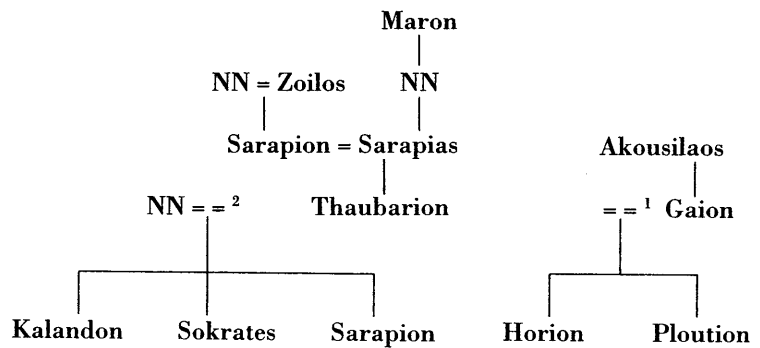 Maron
NN = Zoilos NN
Sarapion = Sarapias Akousilaos
NN = = 2 Thaubarion = = 1 Gaion
Kalandon Sokrates Sarapion Horion Ploution